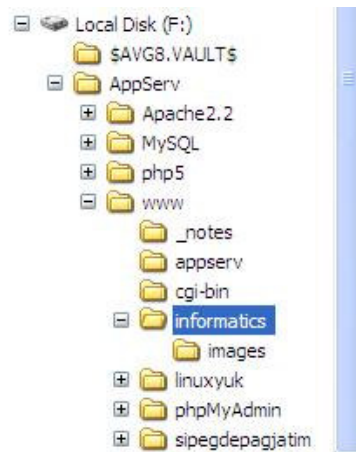 Local Disk (F:)
$AVG8.VAULT$
AppServ
Apache2.2
MySQL
php5
www
_notes
appserv
cgi-bin
informatics
images
linuxyuk
phpMyAdmin
sipegdepagjatim